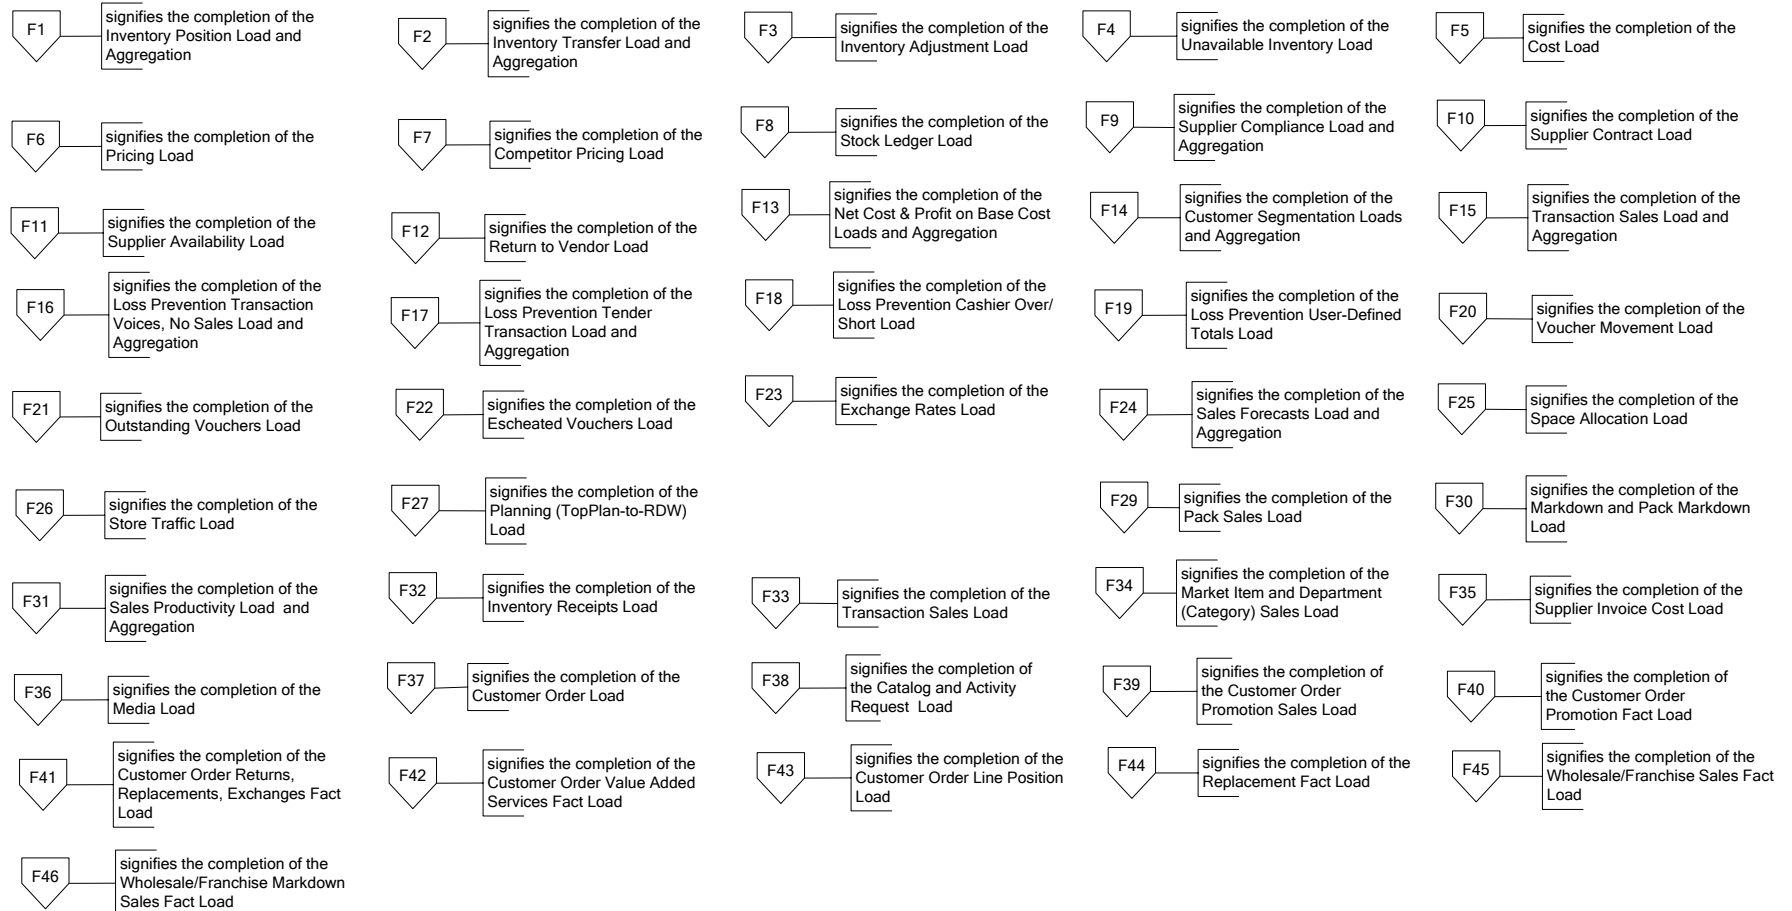 F1
signifies the completion of the
Inventory Position Load and
Aggregation
F2
signifies the completion of the
Inventory Transfer Load and
Aggregation
F3
signifies the completion of the
Inventory Adjustment Load
F4
signifies the completion of the
Unavailable Inventory Load
F5
signifies the completion of the
Cost Load
F6
signifies the completion of the
Pricing Load
F7
signifies the completion of the
Competitor Pricing Load
F8
signifies the completion of the
Stock Ledger Load
F9
signifies the completion of the
Supplier Compliance Load and
Aggregation
F10
signifies the completion of the
Supplier Contract Load
F11
signifies the completion of the
Supplier Availability Load
F12
signifies the completion of the
Return to Vendor Load
F13
signifies the completion of the
Net Cost & Profit on Base Cost
Loads and Aggregation
F14
signifies the completion of the
Customer Segmentation Loads
and Aggregation
F15
signifies the completion of the
Transaction Sales Load and
Aggregation
F16
signifies the completion of the
Loss Prevention Transaction
Voices, No Sales Load and
Aggregation
F17
signifies the completion of the
Loss Prevention Tender
Transaction Load and
Aggregation
F18
signifies the completion of the
Loss Prevention Cashier Over/
Short Load
F19
signifies the completion of the
Loss Prevention User-Defined
Totals Load
F20
signifies the completion of the
Voucher Movement Load
F21
signifies the completion of the
Outstanding Vouchers Load
F22
signifies the completion of the
Escheated Vouchers Load
F23
signifies the completion of the
Exchange Rates Load
F24
signifies the completion of the
Sales Forecasts Load and
Aggregation
F25
signifies the completion of the
Space Allocation Load
F26
signifies the completion of the
Store Traffic Load
F27
signifies the completion of the
Planning (TopPlan-to-RDW)
Load
F29
signifies the completion of the
Pack Sales Load
F30
signifies the completion of the
Markdown and Pack Markdown
Load
F31
signifies the completion of the
Sales Productivity Load and
Aggregation
F32
signifies the completion of the
Inventory Receipts Load
F33
signifies the completion of the
Transaction Sales Load
F34
signifies the completion of the
Market Item and Department
(Category) Sales Load
F35
signifies the completion of the
Supplier Invoice Cost Load
F36
signifies the completion of the
Media Load
F37
signifies the completion of the
Customer Order Load
F38
signifies the completion of
the Catalog and Activity
Request Load
F39
signifies the completion of
the Customer Order
Promotion Sales Load
F40
signifies the completion of
the Customer Order
Promotion Fact Load
F41
signifies the completion of the
Customer Order Returns,
Replacements, Exchanges Fact
Load
F42
signifies the completion of the
Customer Order Value Added
Services Fact Load
F43
signifies the completion of the
Customer Order Line Position
Load
F44
signifies the completion of the
Replacement Fact Load
F45
signifies the completion of the
Wholesale/Franchise Sales Fact
Load
F46
signifies the completion of the
Wholesale/Franchise Markdown
Sales Fact Load